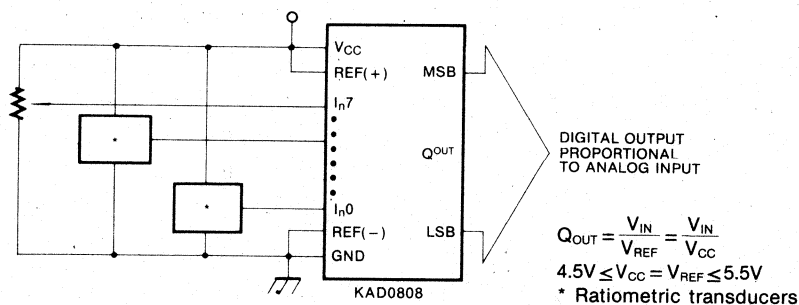 VCC
REF(+)
In7
*
*
In0
REF(-)
GND
MSB
QOUT
LSB
KAD0808
DIGITAL OUTPUT
PROPORTIONAL
TO ANALOG INPUT
QOUT = VIN/VREF = VIN/VCC
4.5V ≤ VCC = VREF ≤ 5.5V
* Ratiometric transducers